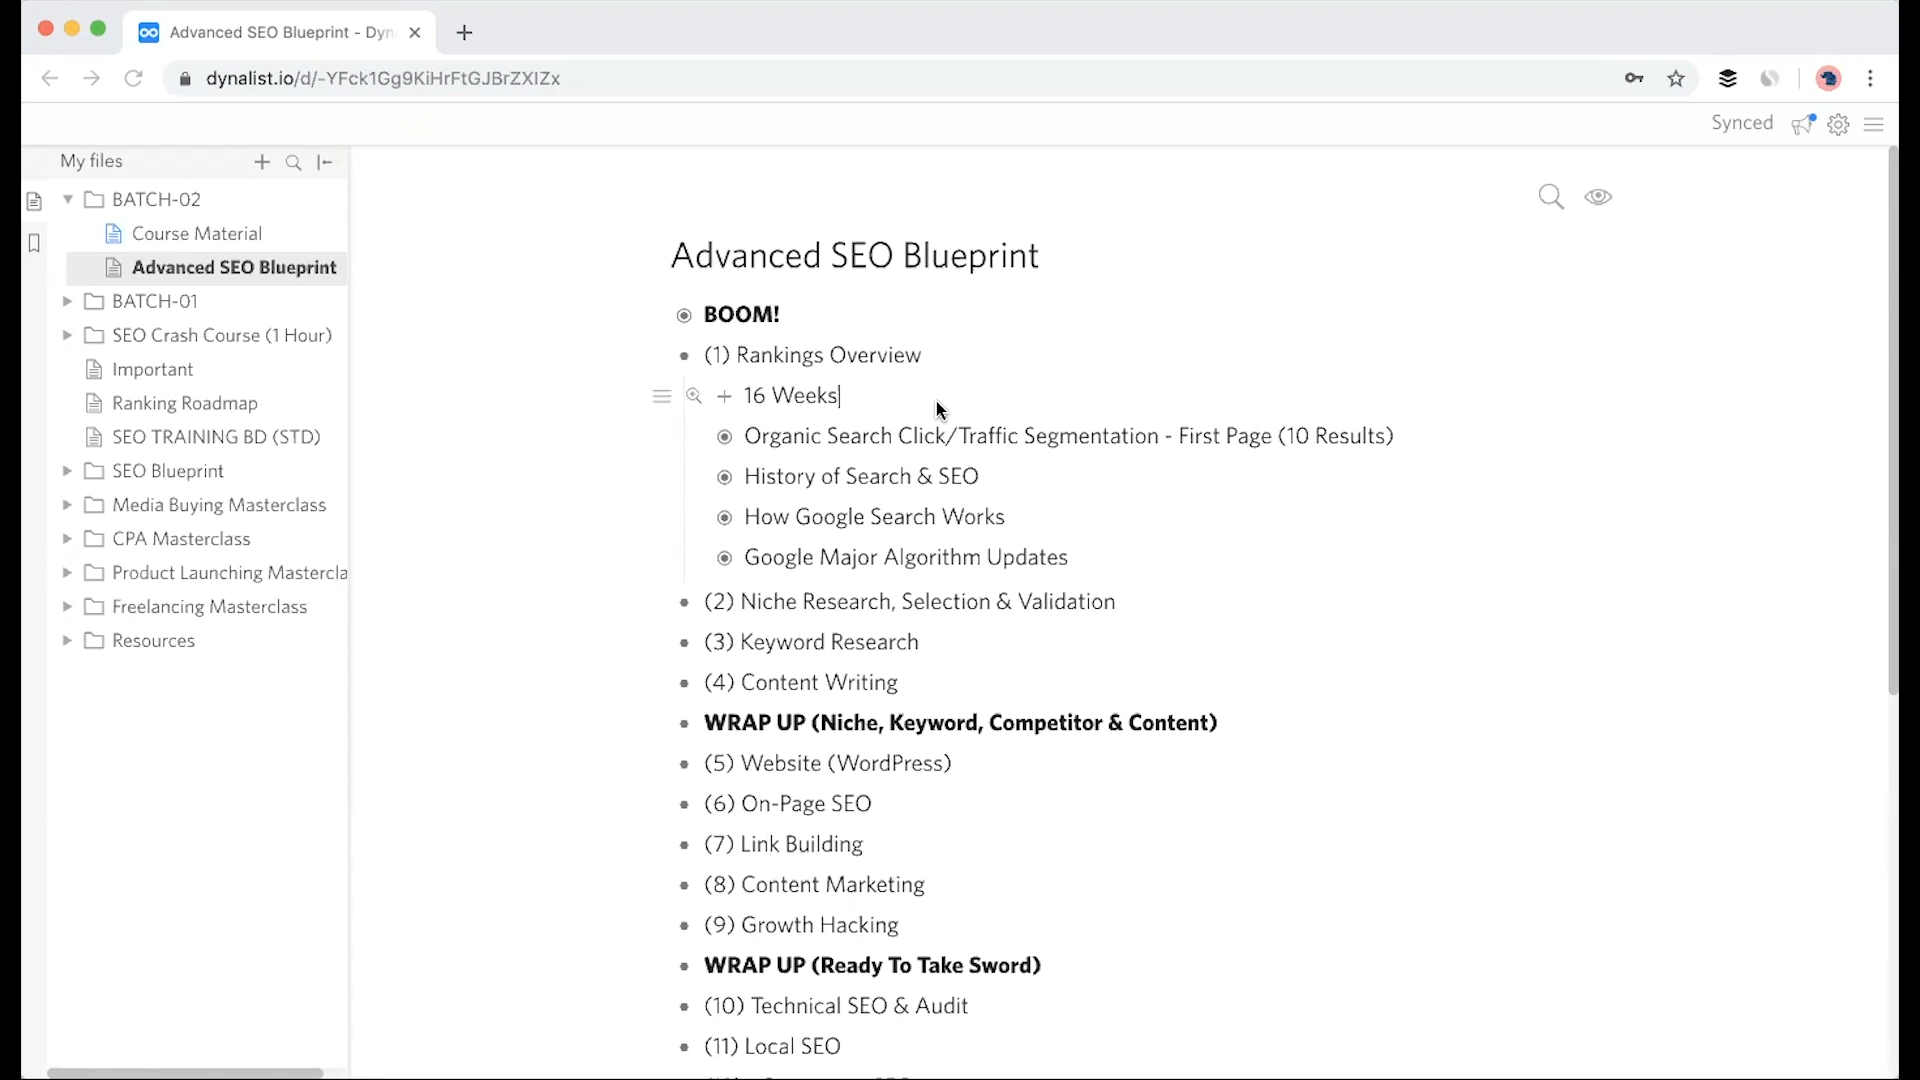 Advanced SEO Blueprint - Dyn
dynalist.io/d/-YFck1Gg9KiHrFtGJBrZXIZx
Synced
My files
BATCH-02
Course Material
Advanced SEO Blueprint
BATCH-01
SEO Crash Course (1 Hour)
Important
Ranking Roadmap
SEO TRAINING BD (STD)
SEO Blueprint
Media Buying Masterclass
CPA Masterclass
Product Launching Mastercla
Freelancing Masterclass
Resources
Advanced SEO Blueprint
BOOM!
(1) Rankings Overview
16 Weeks
Organic Search Click/Traffic Segmentation - First Page (10 Results)
History of Search & SEO
How Google Search Works
Google Major Algorithm Updates
(2) Niche Research, Selection & Validation
(3) Keyword Research
(4) Content Writing
WRAP UP (Niche, Keyword, Competitor & Content)
(5) Website (WordPress)
(6) On-Page SEO
(7) Link Building
(8) Content Marketing
(9) Growth Hacking
WRAP UP (Ready To Take Sword)
(10) Technical SEO & Audit
(11) Local SEO